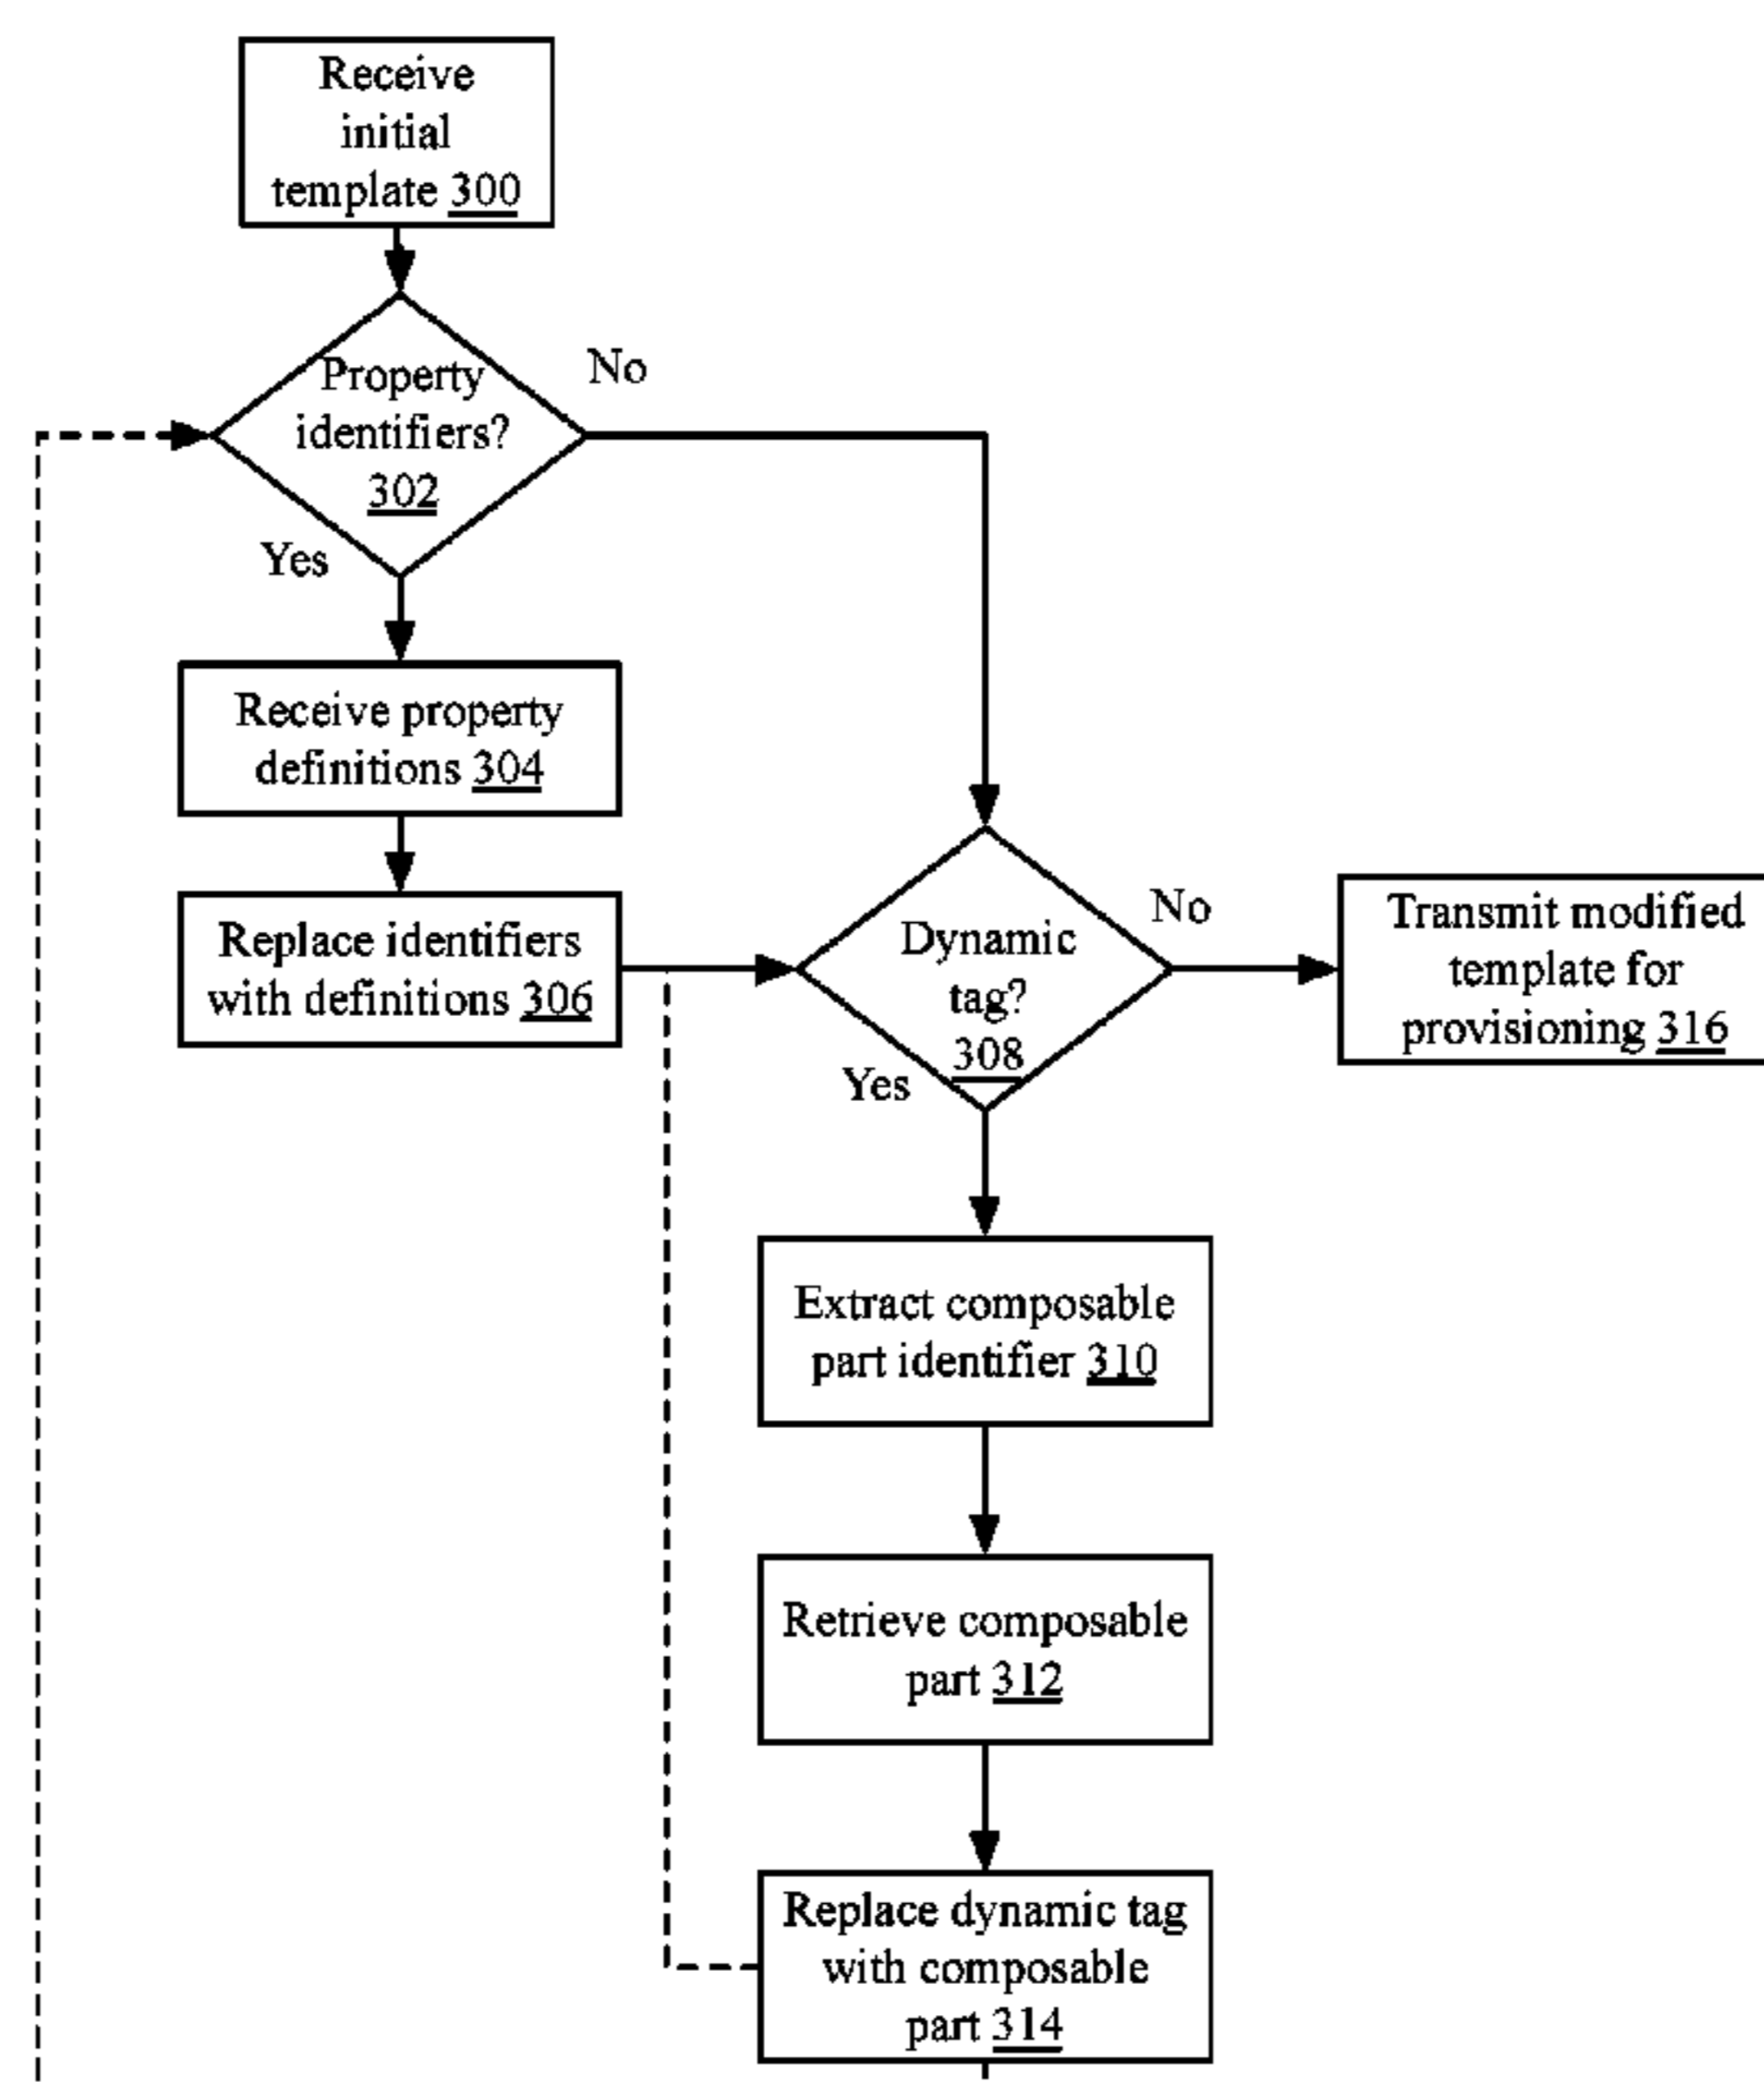 Receive
initial
template 300
Property
identifiers?
302
No
Yes
Receive property
definitions 304
Replace identifiers
with definitions 306
Dynamic
tag?
308
No
Yes
Transmit modified
template for
provisioning 316
Extract composable
part identifier 310
Retrieve composable
part 312
Replace dynamic tag
with composable
part 314